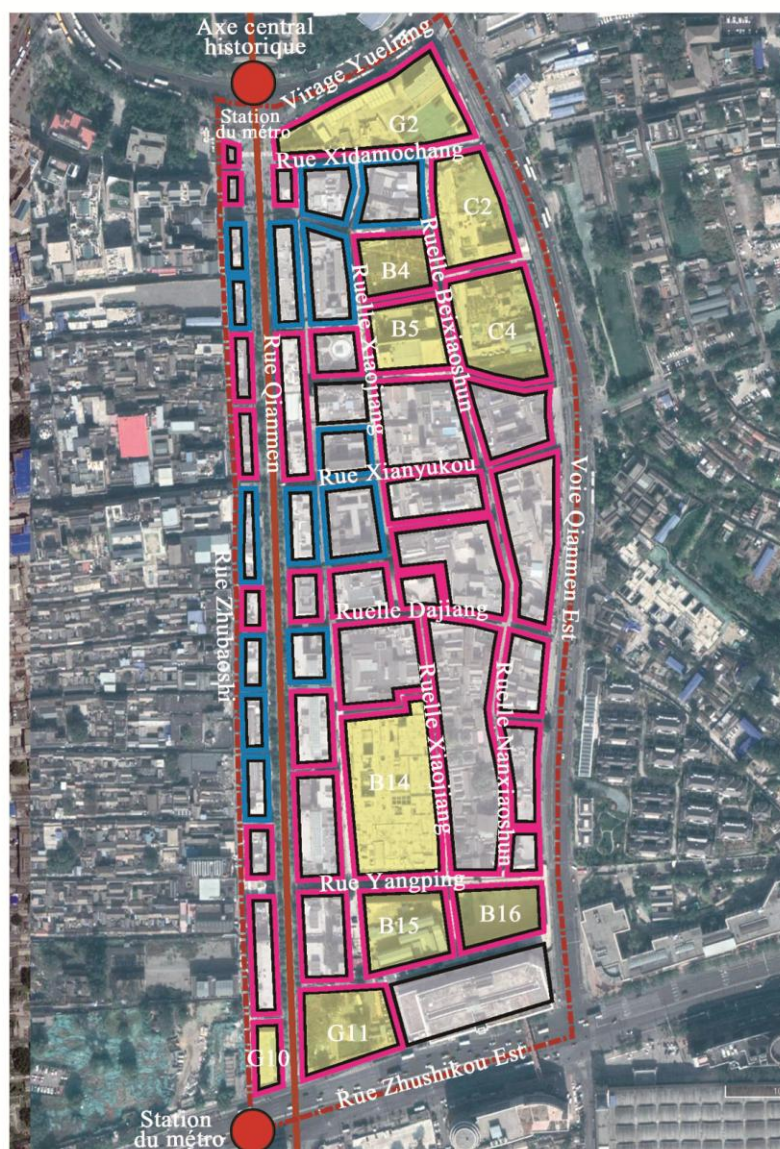 Axe central
historique
Station
du métro
Virage Yueliang
G2
Rue Xidamochang
C2
B4
Ruelle Beixiaoshun
B5
C4
Ruelle Xiaojiang
Rue Qianmen
Rue Xianyukou
Voie Qianmen Est
Rue Zhubaoshi
Ruelle Dajiang
Ruelle Xiaojiang
Ruelle Nanxiaoshun
B14
Rue Yangping
B15
B16
G11
G10
Rue Zhushikou Est
Station
du métro